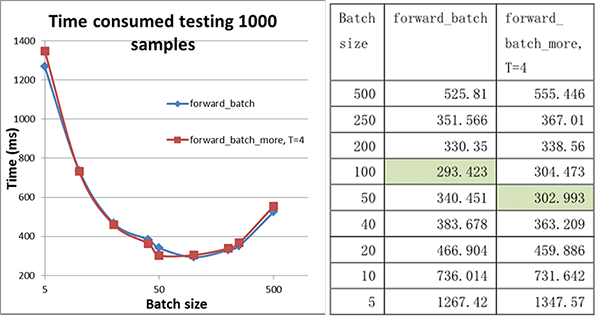 Time consumed testing 1000
samples
1400
1200
1000
800
600
400
200
Time (ms)
forward_batch
forward_batch_more, T=4
5
50
500
Batch size
Batch size forward_batch forward_batch_more, T=4
500 525.81 555.446
250 351.566 367.01
200 330.35 338.56
100 293.423 304.473
50 340.451 302.993
40 383.678 363.209
20 466.904 459.886
10 736.014 731.642
5 1267.42 1347.57